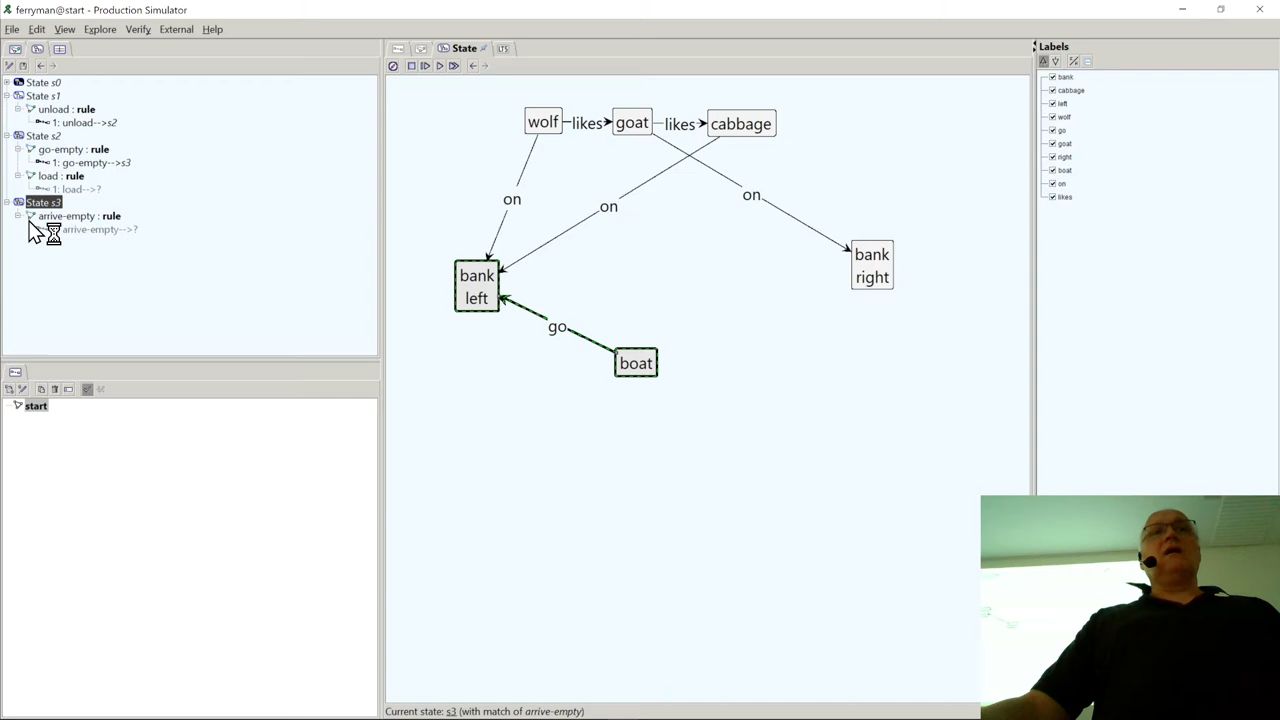 ferryman@start - Production Simulator
File Edit View Explore Verify External Help
State s0
State s1
unload : rule
1: unload-->s2
State s2
go-empty : rule
1: go-empty-->s3
load : rule
1: load-->?
State s3
arrive-empty : rule
arrive-empty-->?
start
State
LTS
wolf
likes
goat
likes
cabbage
on
on
on
bank
left
bank
right
go
boat
Current state: s3 (with match of arrive-empty)
Labels
bank
cabbage
left
wolf
go
goat
right
boat
on
likes